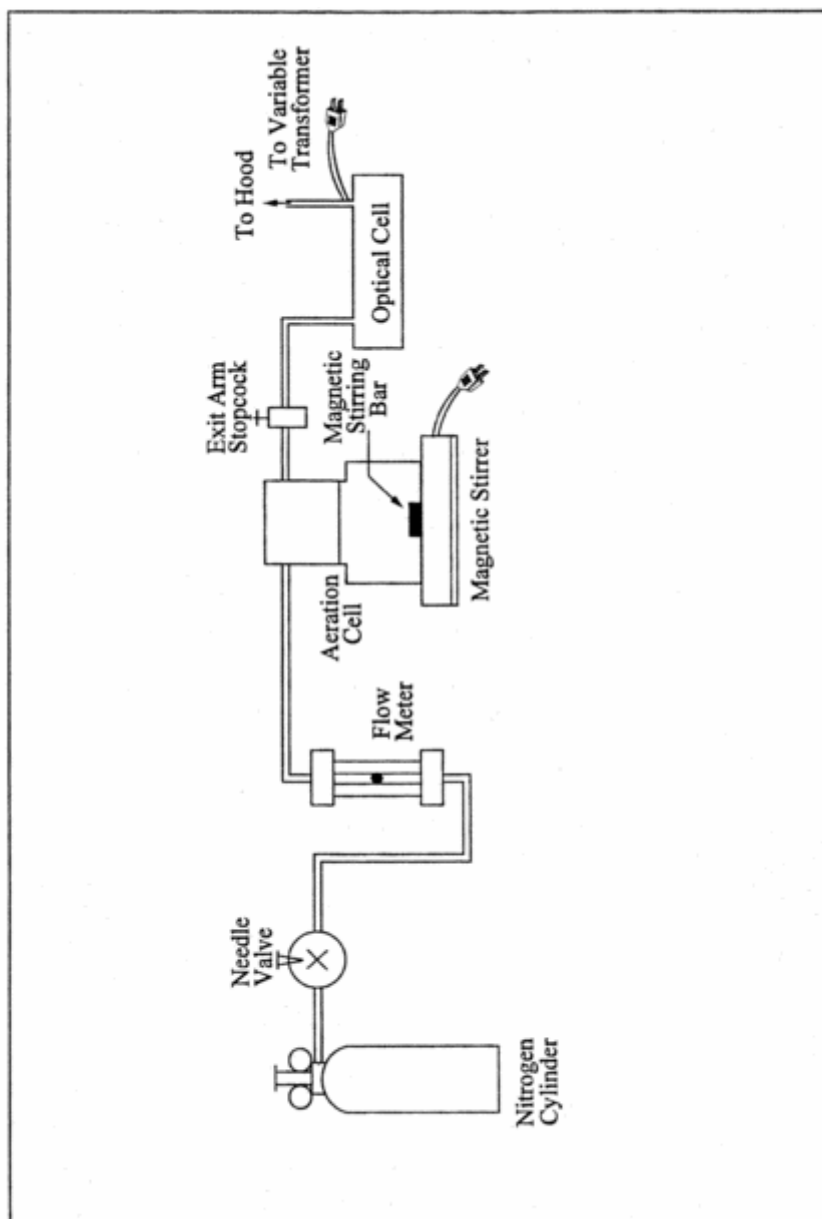 Nitrogen
Cylinder
Needle
Valve
Flow
Meter
Aeration
Cell
Magnetic Stirrer
Magnetic
Stirring
Bar
Exit Arm
Stopcock
Optical Cell
To Hood
To Variable
Transformer